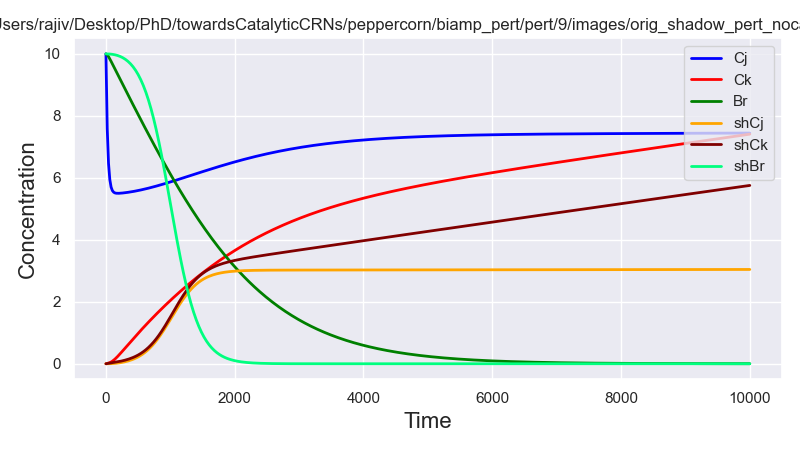 Users/rajiv/Desktop/PhD/towardsCatalyticCRNs/peppercorn/biamp_pert/pert/9/images/orig_shadow_pert_noca
10
8
6
4
2
0
Concentration
0 2000 4000 6000 8000 10000
Time
Cj
Ck
Br
shCj
shCk
shBr